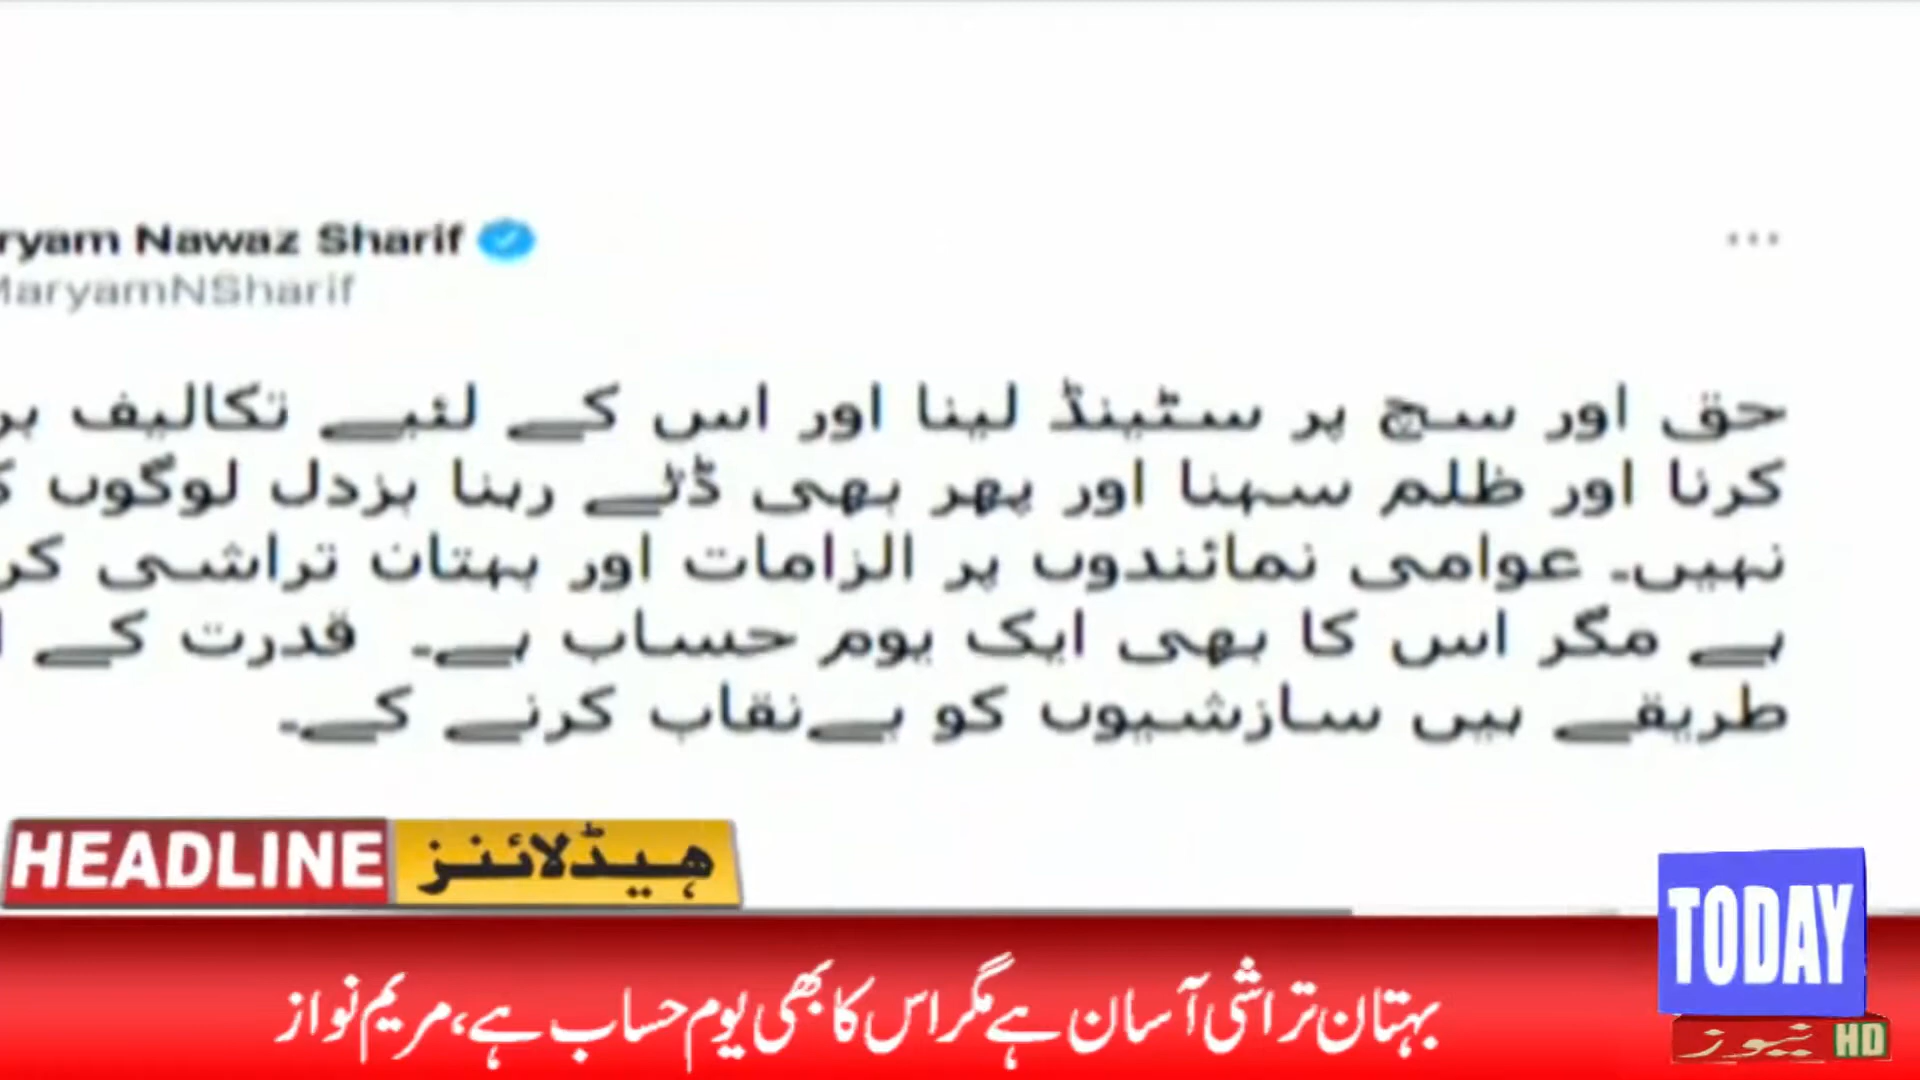 ryam Nawaz Sharif
MaryamNSharif
حق اور سچ پر سٹینڈ لینا اور اس کے لئیے تکالیف بر
کرنا اور ظلم سہنا اور پھر بھی ڈٹے رہنا بزدل لوگوں ک
نہیں۔ عوامی نمائندوں پر الزامات اور بہتان تراشی کر
ہے مگر اس کا بھی ایک یوم حساب ہے۔ قدرت کے ا
طریقے ہیں سازشیوں کو بےنقاب کرنے کے۔
HEADLINE ہیڈلائنز
TODAY
نیوز HD
بہتان تراشی آسان ہے مگر اس کا بھی یوم حساب ہے، مریم نواز